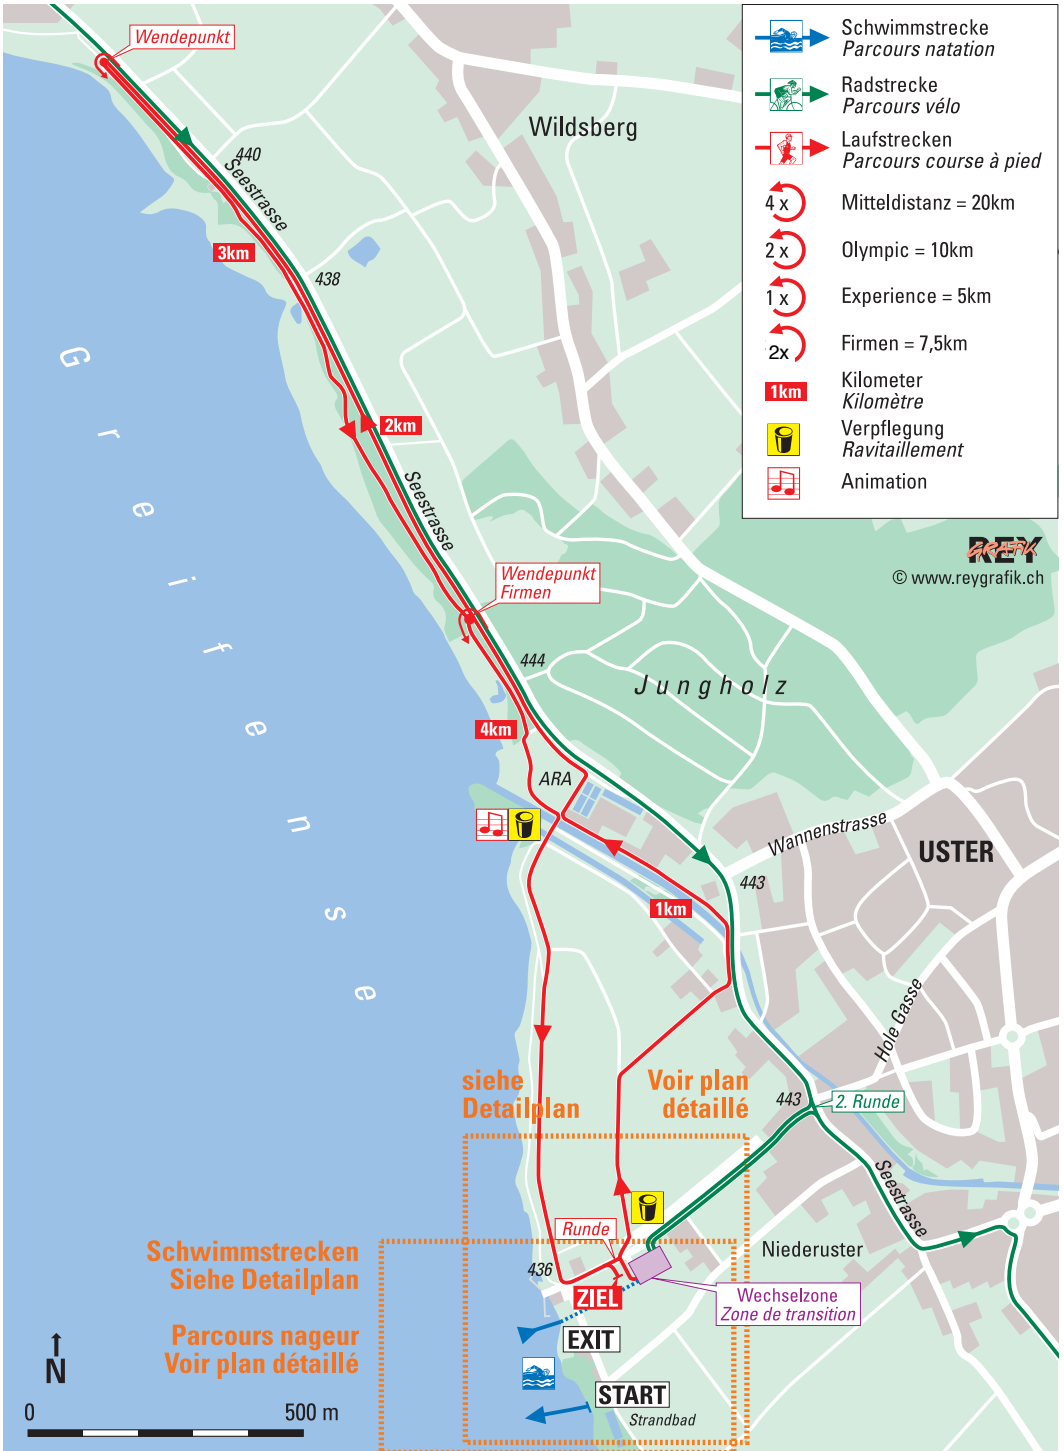 Wendepunkt
Wildsberg
440
Seestrasse
3km
438
2km
Seestrasse
Wendepunkt
Firmen
444
Jungholz
4km
ARA
Wannenstrasse
USTER
443
1km
Hole Gasse
Greifensee
siehe
Detailplan
Voir plan
détaillé
443
2. Runde
Seestrasse
Runde
Niederuster
436
ZIEL
Wechselzone
Zone de transition
Schwimmstrecken
Siehe Detailplan
Parcours nageur
Voir plan détaillé
EXIT
START
Strandbad
N
0 500 m
Schwimmstrecke
Parcours natation
Radstrecke
Parcours vélo
Laufstrecken
Parcours course à pied
4 x Mitteldistanz = 20km
2 x Olympic = 10km
1 x Experience = 5km
2x Firmen = 7,5km
1km Kilometer
Kilomètre
Verpflegung
Ravitaillement
Animation
REY
GRAFIK
© www.reygrafik.ch